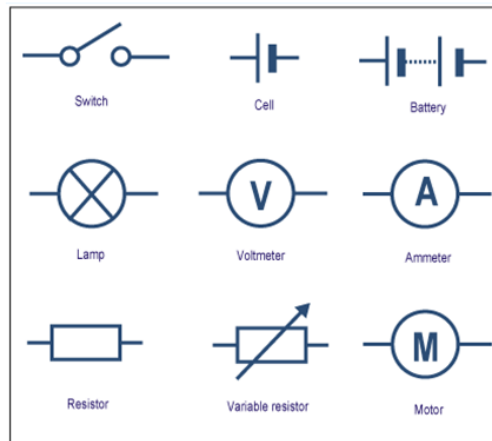 Switch
Cell
Battery
Lamp
V
Voltmeter
A
Ammeter
Resistor
Variable resistor
M
Motor